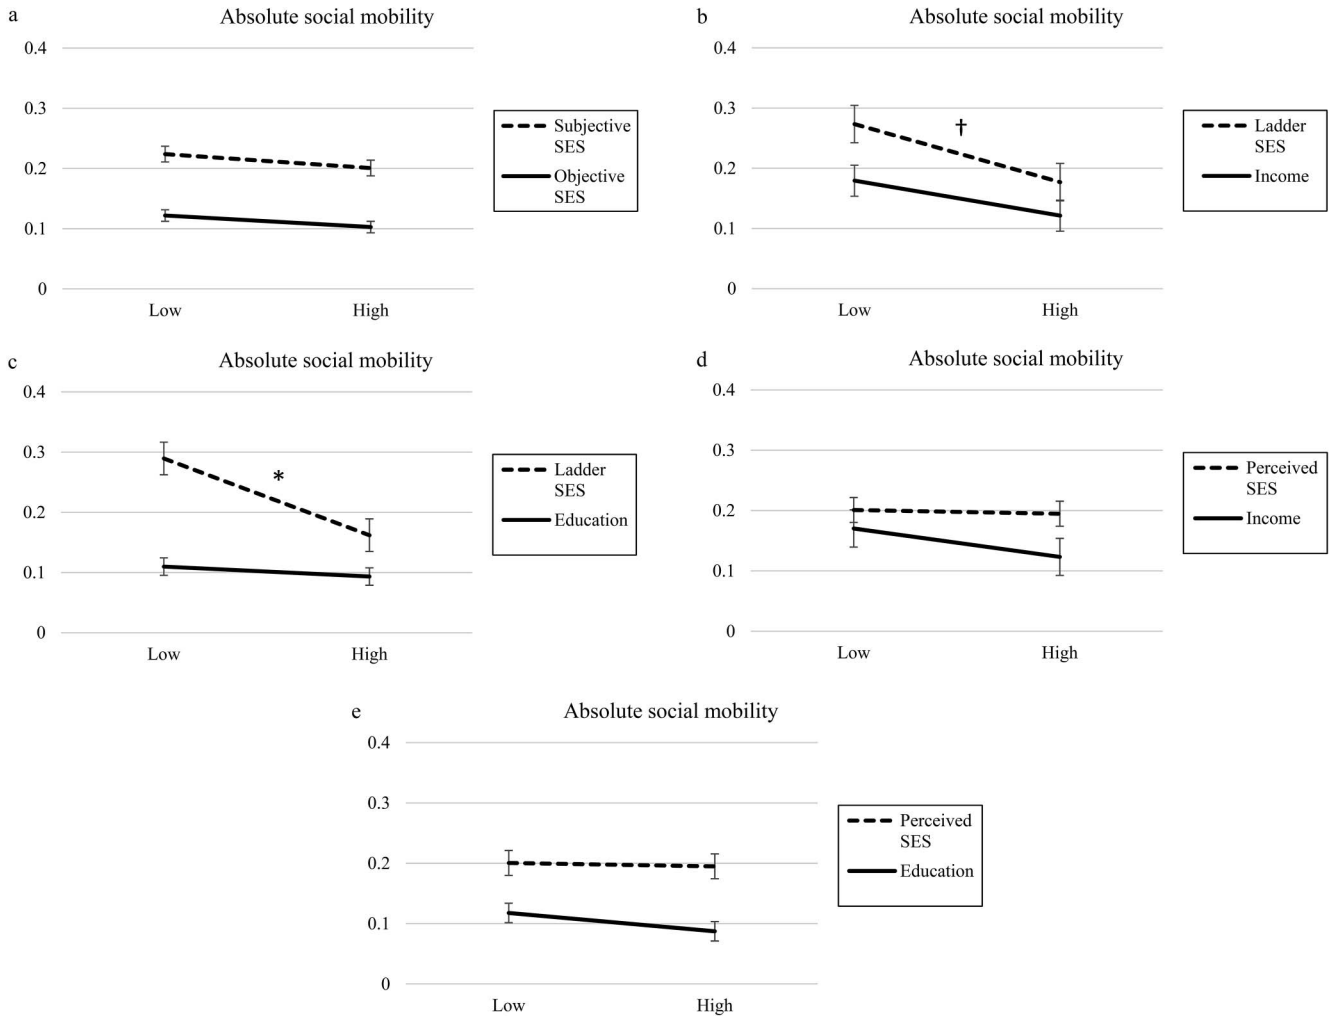 a
Absolute social mobility
0.4
0.3
0.2
0.1
0
Low
High
Subjective
SES
Objective
SES
b
Absolute social mobility
0.4
0.3
0.2
0.1
0
†
Low
High
Ladder
SES
Income
c
Absolute social mobility
0.4
0.3
0.2
0.1
0
*
Low
High
Ladder
SES
Education
d
Absolute social mobility
0.4
0.3
0.2
0.1
0
Low
High
Perceived
SES
Income
e
Absolute social mobility
0.4
0.3
0.2
0.1
0
Low
High
Perceived
SES
Education